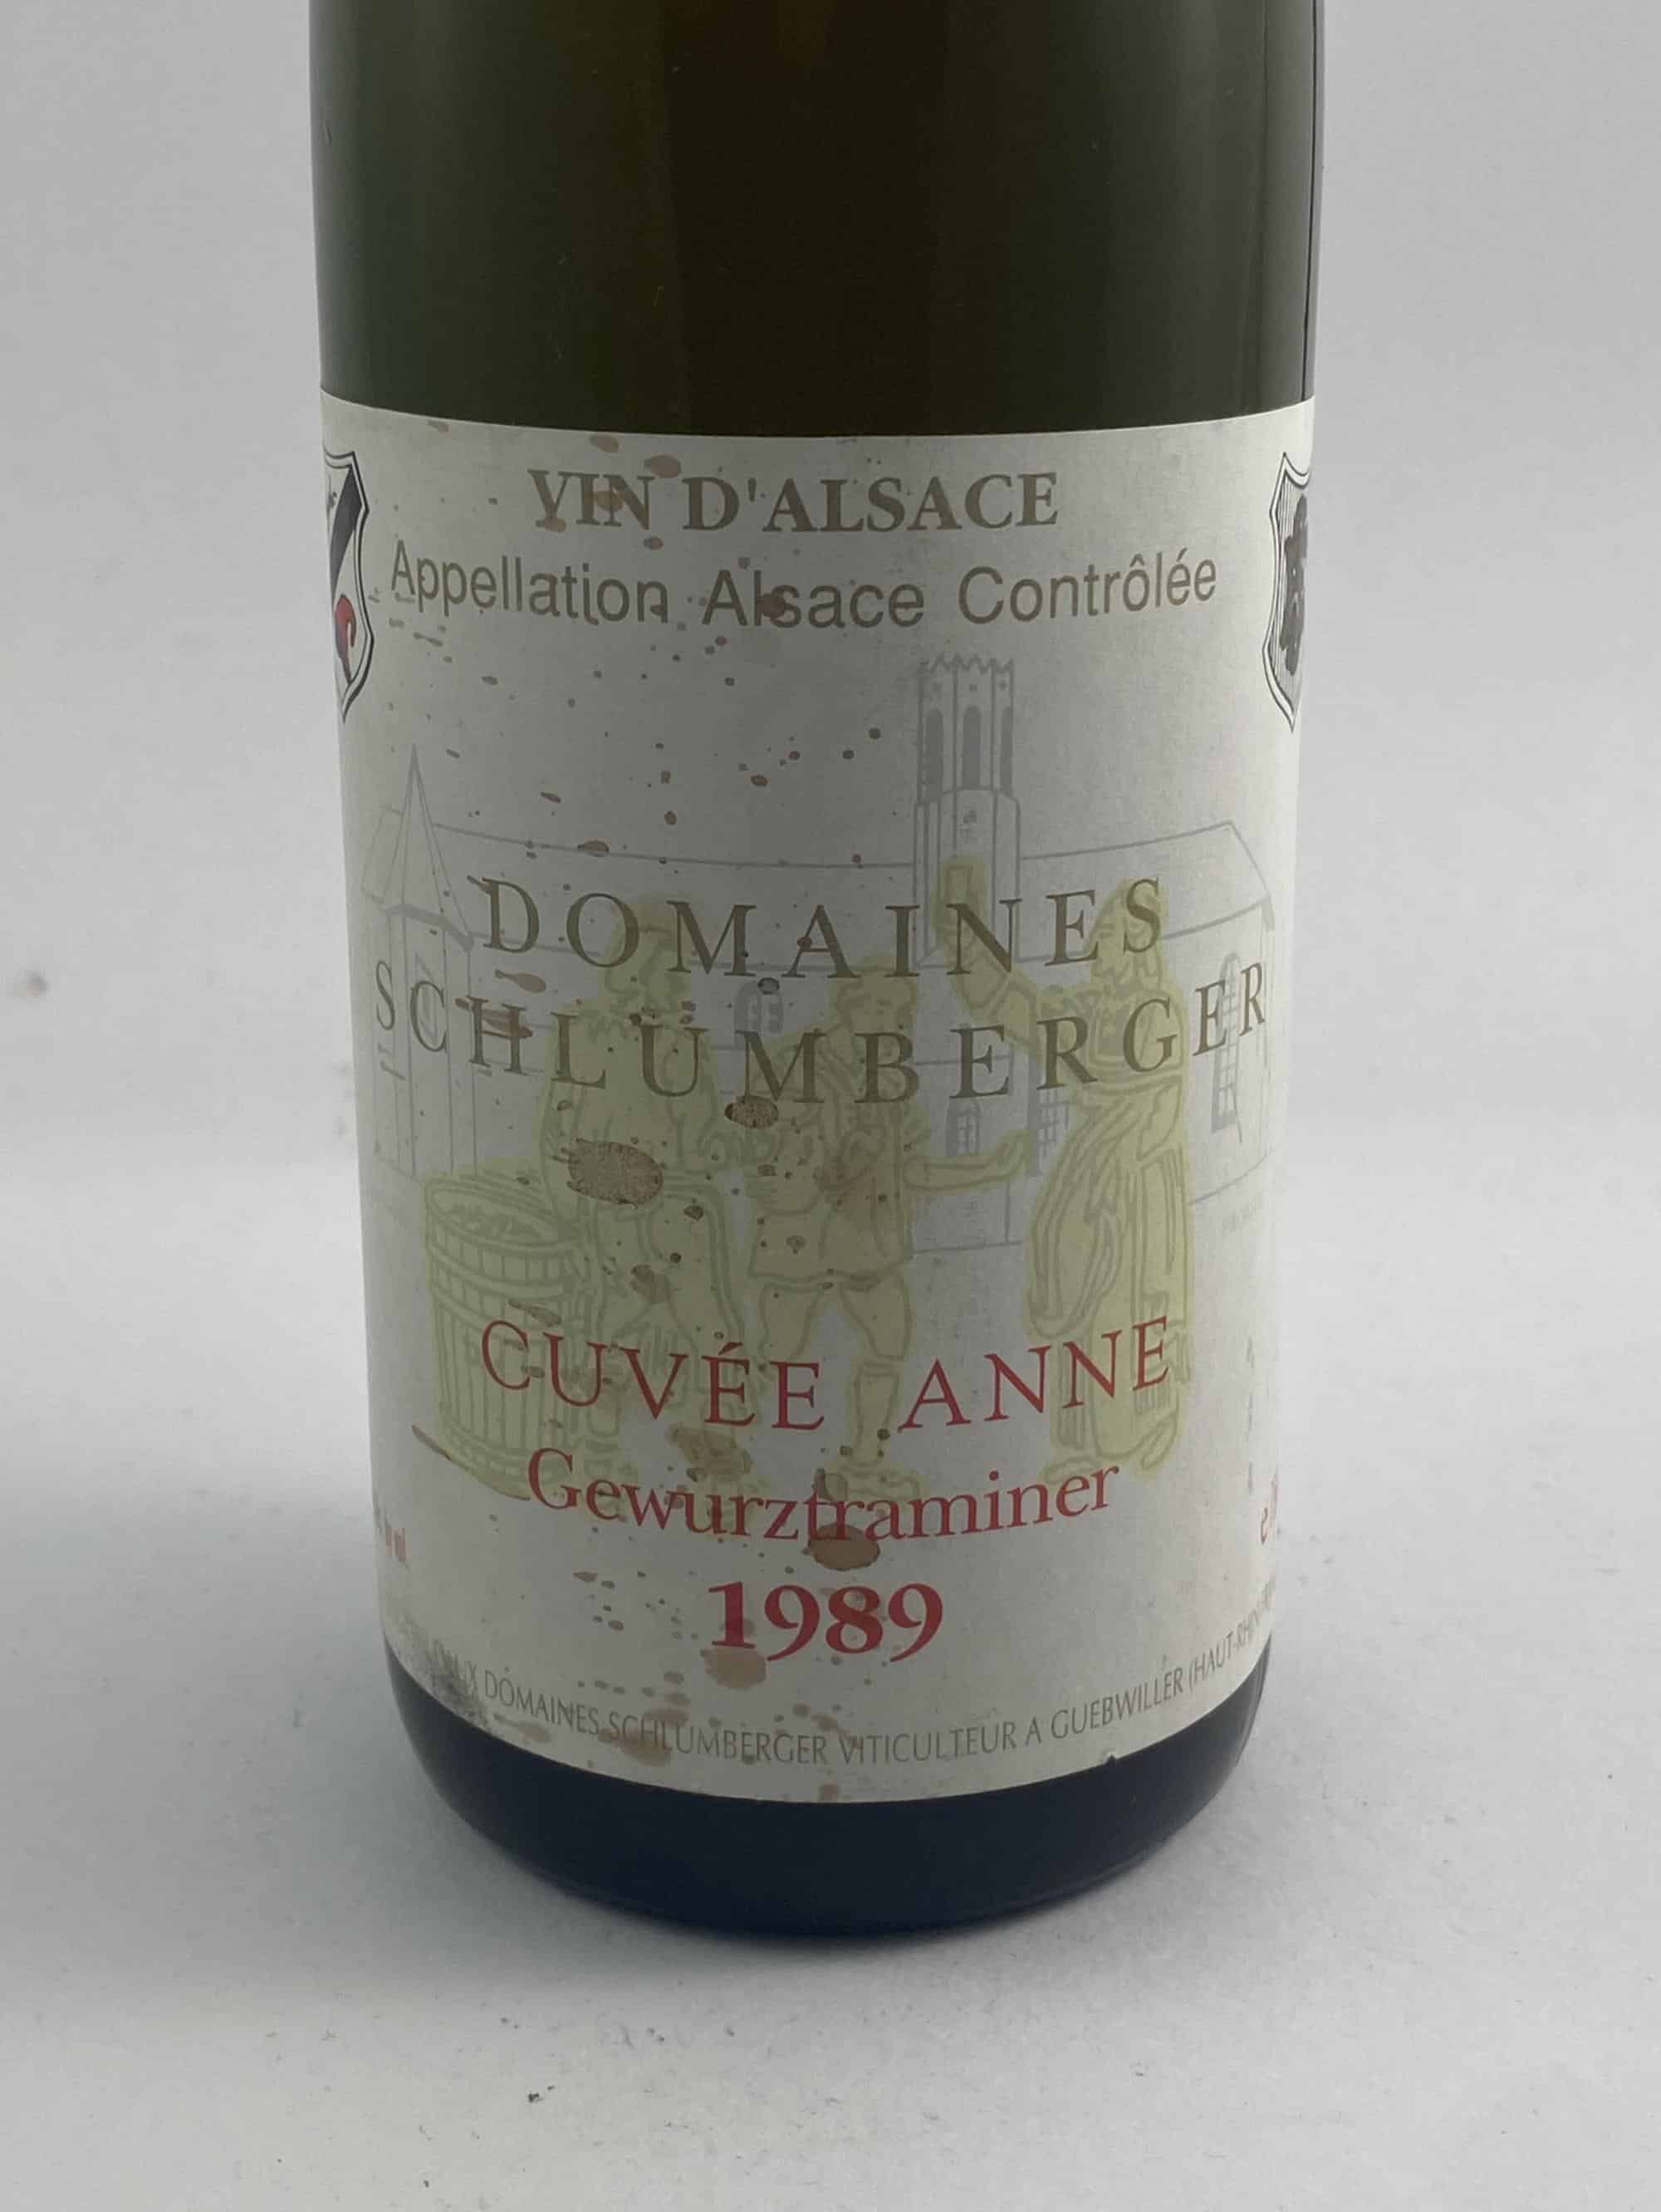 VIN D'ALSACE
Appellation Alsace Contrôlée
DOMAINES
SCHLUMBERGER
CUVÉE ANNE
Gewurztraminer
1989
DOMAINES SCHLUMBERGER VITICULTEUR A GUEBWILLER (HAUT-RHIN)